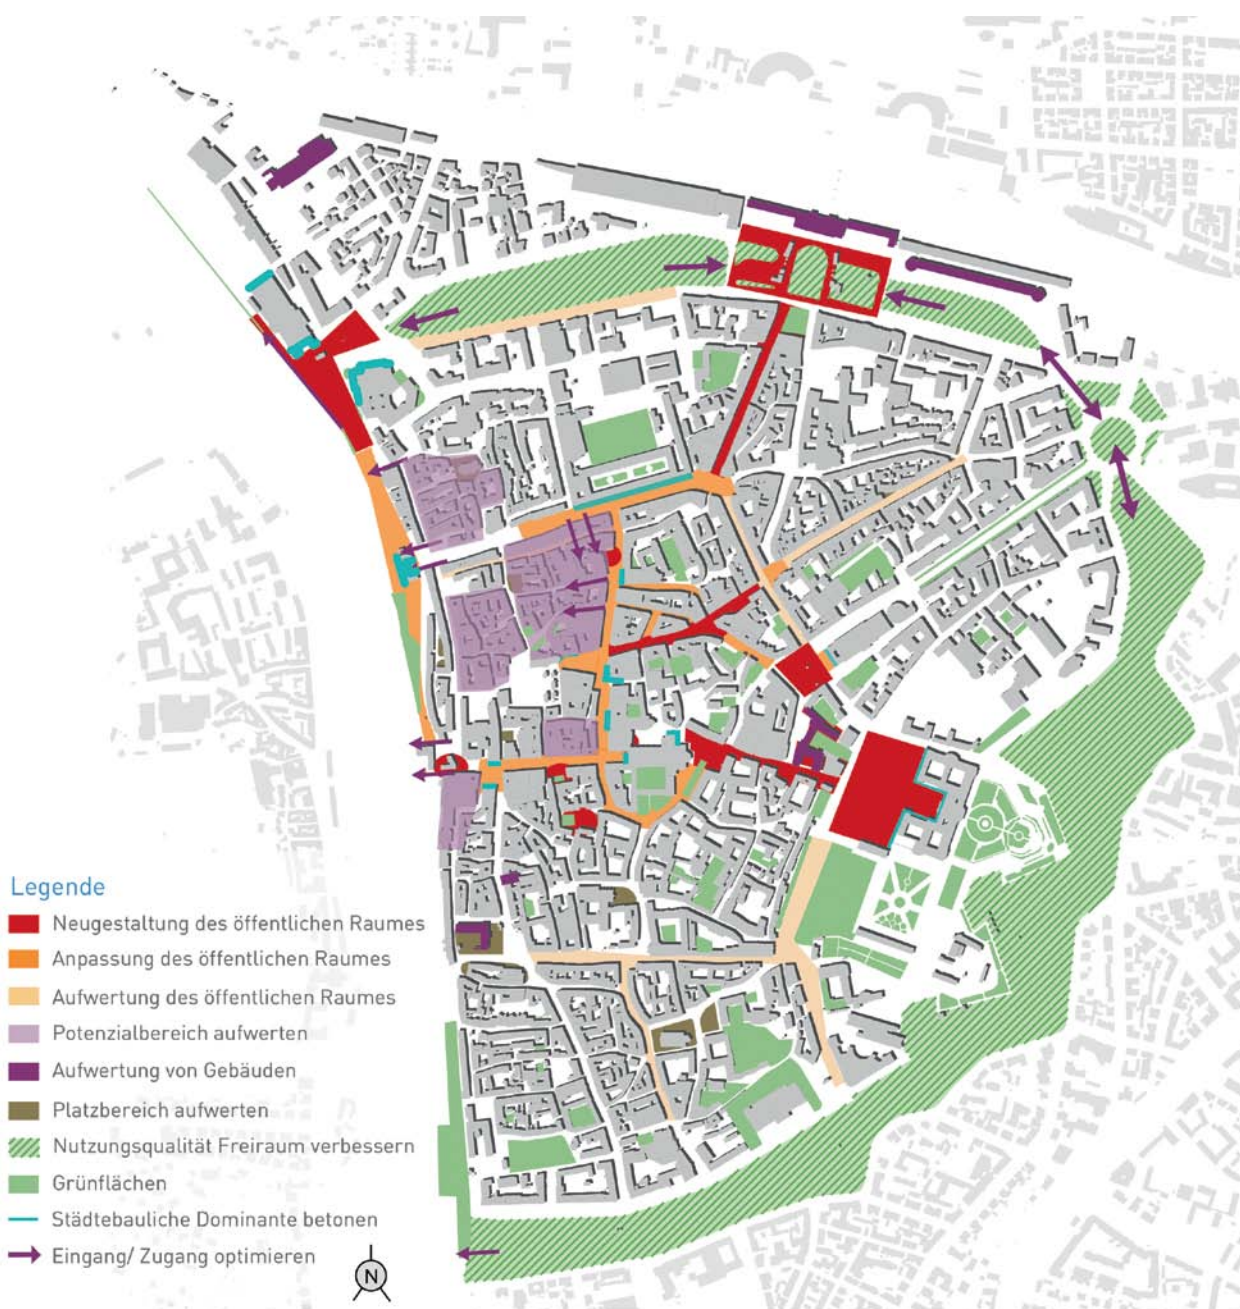 Legende
Neugestaltung des öffentlichen Raumes
Anpassung des öffentlichen Raumes
Aufwertung des öffentlichen Raumes
Potenzialbereich aufwerten
Aufwertung von Gebäuden
Platzbereich aufwerten
Nutzungsqualität Freiraum verbessern
Grünflächen
Städtebauliche Dominante betonen
Eingang/ Zugang optimieren
N